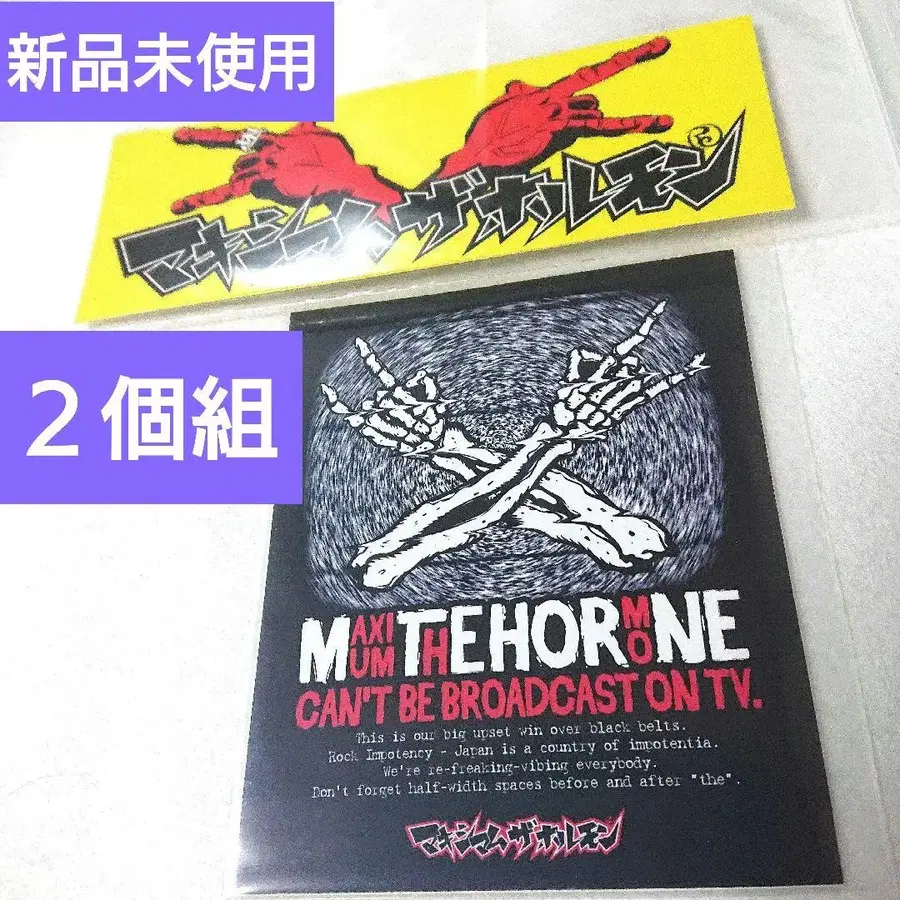 新品未使用
マキシマム ザ ホルモン
２個組
MAXIMUM THE HORMONE
CAN'T BE BROADCAST ON TV.
This is our big upset win over black belts.
Rock Impotency - Japan is a country of impotentia.
We're re-freaking-vibing everybody.
Don't forget half-width spaces before and after "the".
マキシマム ザ ホルモン